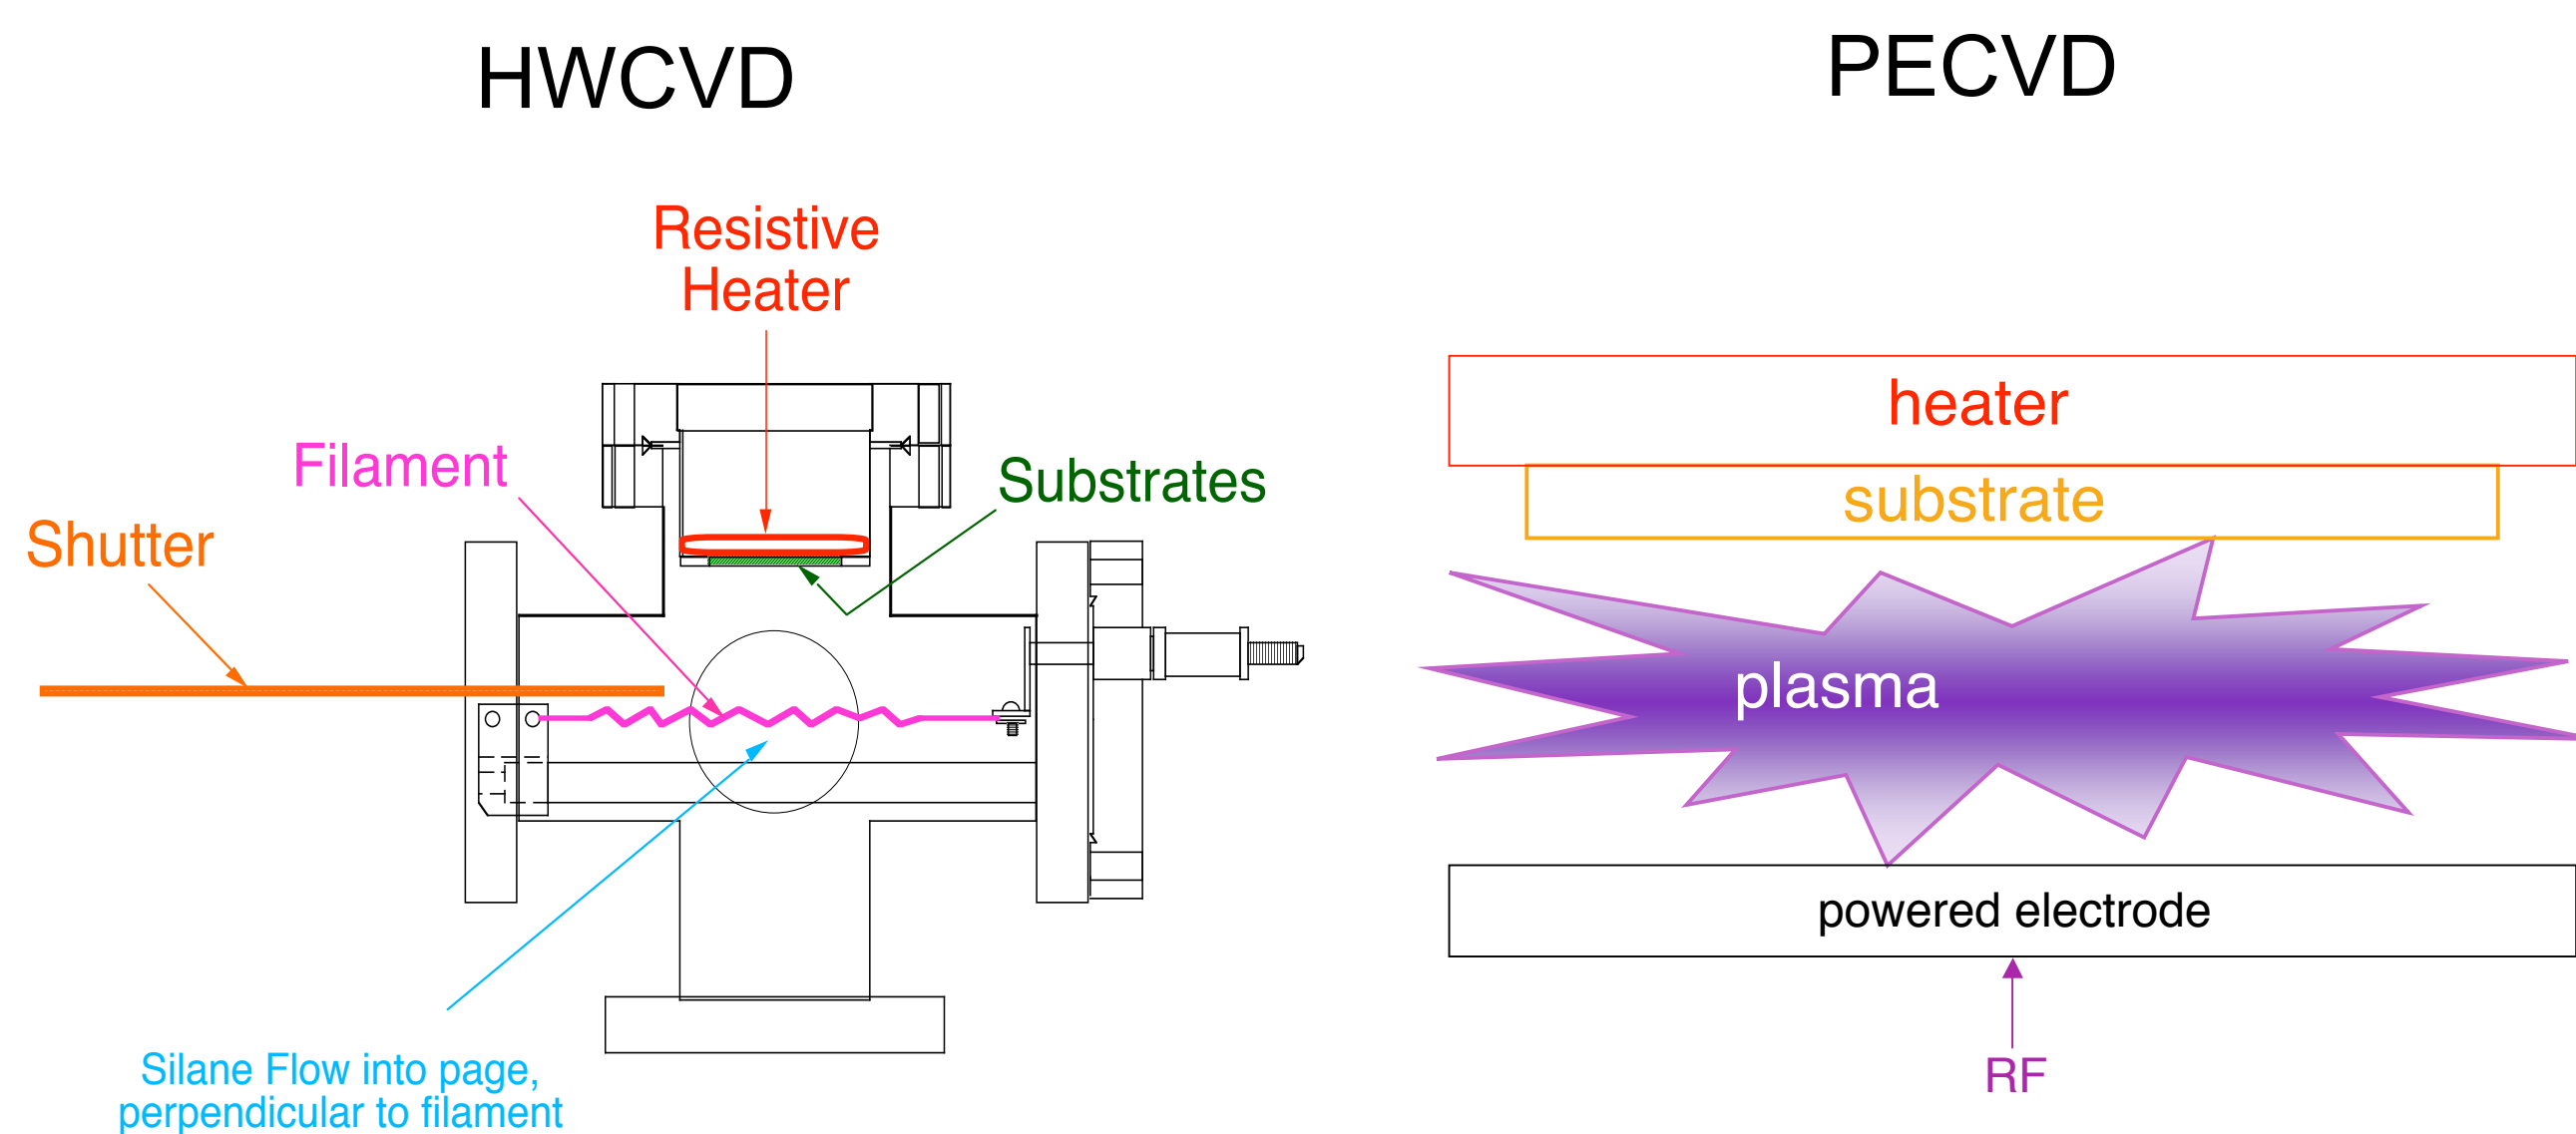 HWCVD
PECVD
Resistive
Heater
Filament
Substrates
Shutter
Silane Flow into page,
perpendicular to filament
heater
substrate
plasma
powered electrode
RF